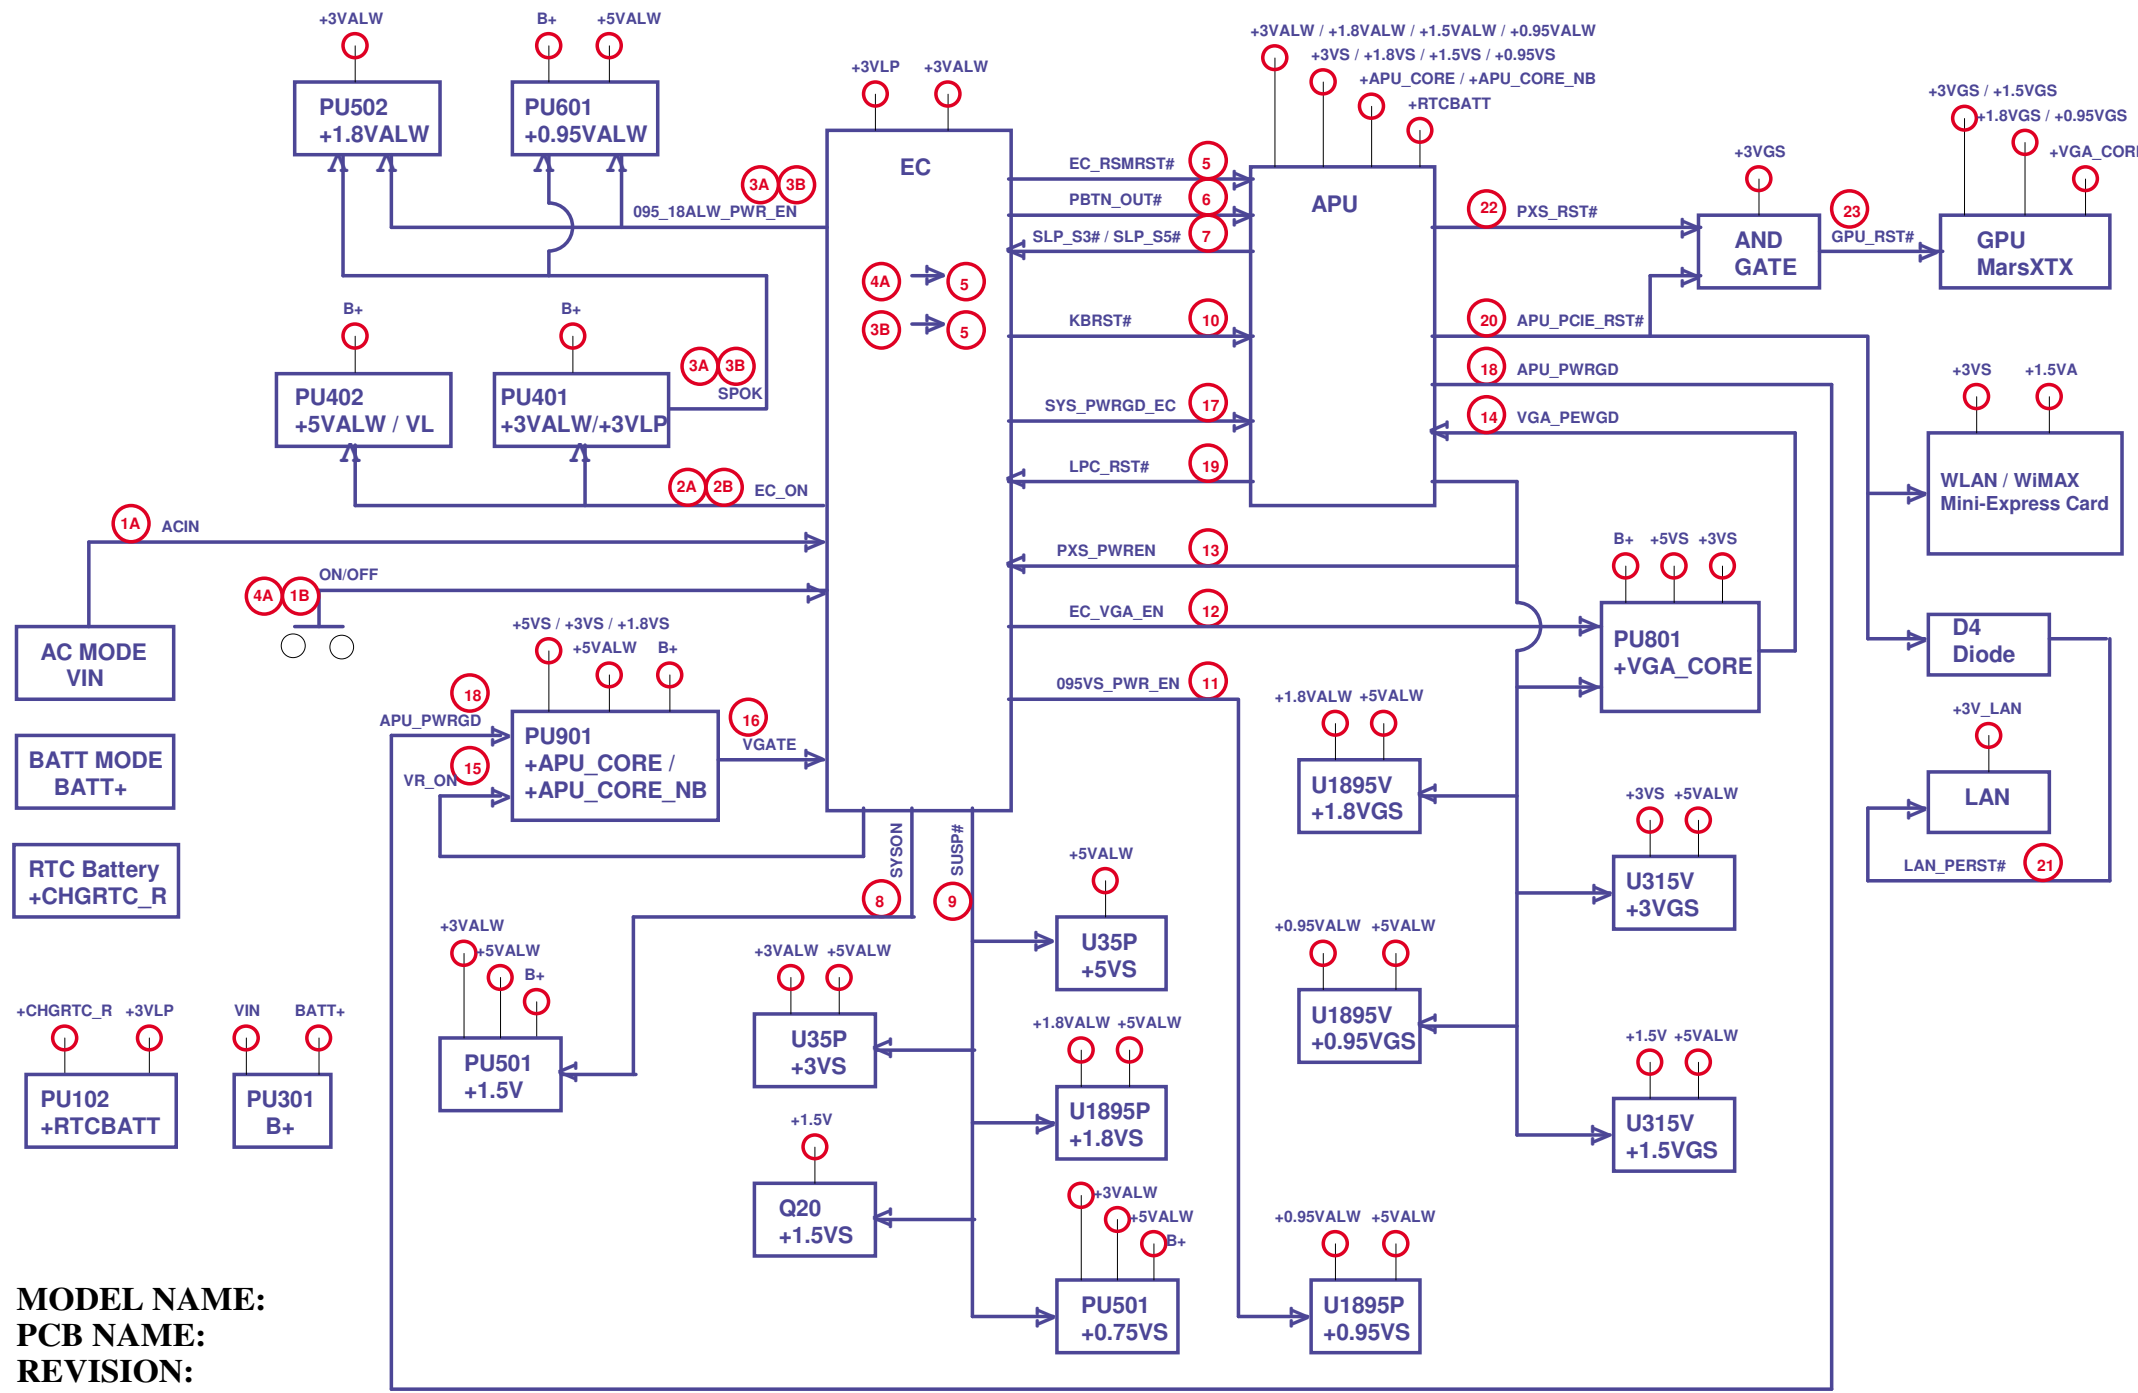 +3VALW
B+
+5VALW
PU502
+1.8VALW
PU601
+0.95VALW
3A
3B
095_18ALW_PWR_EN
B+
B+
PU402
+5VALW / VL
PU401
+3VALW/+3VLP
3A
3B
SPOK
2A
2B
EC_ON
1A
ACIN
4A
1B
ON/OFF
AC MODE
VIN
BATT MODE
BATT+
RTC Battery
+CHGRTC_R
+CHGRTC_R
+3VLP
PU102
+RTCBATT
VIN
BATT+
PU301
B+
+3VLP
+3VALW
EC
4A
5
3B
5
EC_RSMRST#
5
PBTN_OUT#
6
SLP_S3# / SLP_S5#
7
KBRST#
10
SYS_PWRGD_EC
17
LPC_RST#
19
PXS_PWREN
13
EC_VGA_EN
12
095VS_PWR_EN
11
+5VS / +3VS / +1.8VS
+5VALW
B+
18
APU_PWRGD
15
VR_ON
PU901
+APU_CORE /
+APU_CORE_NB
16
VGATE
SYSON
8
SUSP#
9
+3VALW
+5VALW
B+
PU501
+1.5V
+5VALW
U35P
+5VS
+3VALW
+5VALW
U35P
+3VS
+1.8VALW
+5VALW
U1895P
+1.8VS
+1.5V
Q20
+1.5VS
+3VALW
+5VALW
B+
PU501
+0.75VS
+0.95VALW
+5VALW
U1895P
+0.95VS
+3VALW / +1.8VALW / +1.5VALW / +0.95VALW
+3VS / +1.8VS / +1.5VS / +0.95VS
+APU_CORE / +APU_CORE_NB
+RTCBATT
APU
22
PXS_RST#
20
APU_PCIE_RST#
18
APU_PWRGD
14
VGA_PEWGD
+3VGS
AND
GATE
23
GPU_RST#
+3VGS / +1.5VGS
+1.8VGS / +0.95VGS
+VGA_CORE
GPU
MarsXTX
+3VS
+1.5VA
WLAN / WiMAX
Mini-Express Card
B+
+5VS
+3VS
PU801
+VGA_CORE
D4
Diode
+3V_LAN
LAN
LAN_PERST#
21
+1.8VALW
+5VALW
U1895V
+1.8VGS
+3VS
+5VALW
U315V
+3VGS
+0.95VALW
+5VALW
U1895V
+0.95VGS
+1.5V
+5VALW
U315V
+1.5VGS
MODEL NAME:
PCB NAME:
REVISION: